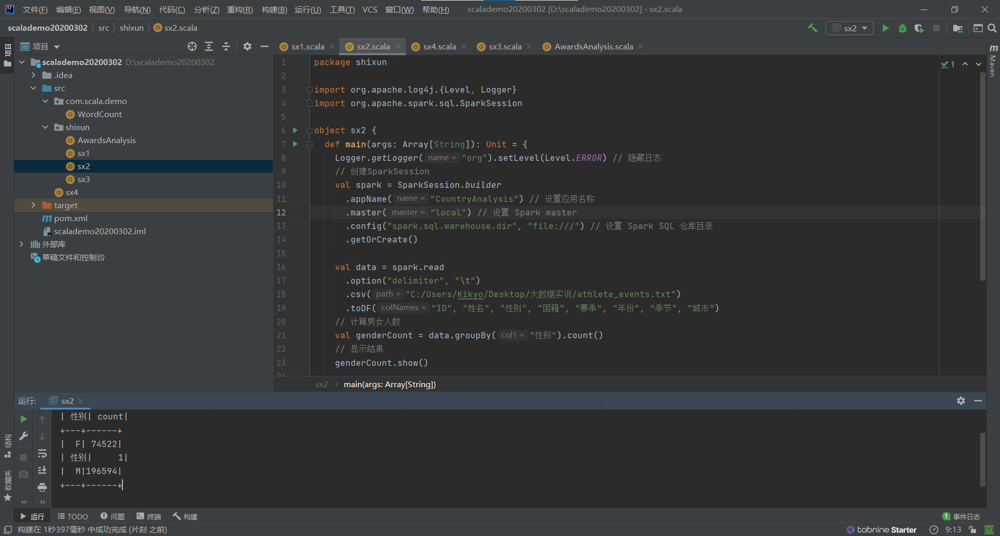 文件(F) 编辑(E) 视图(V) 导航(N) 代码(C) 分析(Z) 重构(R) 构建(B) 运行(U) 工具(T) VCS 窗口(W) 帮助(H) scalademo20200302 [D:\scalademo20200302] - sx2.scala
scalademo20200302 src shixun sx2.scala sx2
项目
sx1.scala sx2.scala sx4.scala sx3.scala AwardsAnalysis.scala
项目
scalademo20200302 D:\scalademo20200302
.idea
src
com.scala.demo
WordCount
shixun
AwardsAnalysis
sx1
sx2
sx3
sx4
target
pom.xml
scalademo20200302.iml
外部库
草稿文件和控制台
1 package shixun
2
3 import org.apache.log4j.{Level, Logger}
4 import org.apache.spark.sql.SparkSession
5
6 object sx2 {
7 def main(args: Array[String]): Unit = {
8 Logger.getLogger( name = "org").setLevel(Level.ERROR) // 隐藏日志
9 // 创建SparkSession
10 val spark = SparkSession.builder
11 .appName( name = "CountryAnalysis") // 设置应用名称
12 .master( master = "local") // 设置 Spark master
13 .config("spark.sql.warehouse.dir", "file:///") // 设置 Spark SQL 仓库目录
14 .getOrCreate()
15
16 val data = spark.read
17 .option("delimiter", "\t")
18 .csv( path = "C:/Users/Kikyo/Desktop/大数据实训/athlete_events.txt")
19 .toDF( colNames = "ID", "姓名", "性别", "国籍", "赛季", "年份", "季节", "城市")
20 // 计算男女人数
21 val genderCount = data.groupBy( col1 = "性别").count()
22 // 显示结果
23 genderCount.show()
24
1
m Maven
sx2 › main(args: Array[String])
运行: sx2
| 性别| count|
+---+------+
|  F| 74522|
| 性别|     1|
|  M|196594|
+---+------+
结构
收藏夹
运行 TODO 问题 终端 构建 1 事件日志
构建在 1秒397毫秒 中成功完成 (片刻 之前) tabnine Starter 9:13 [T]